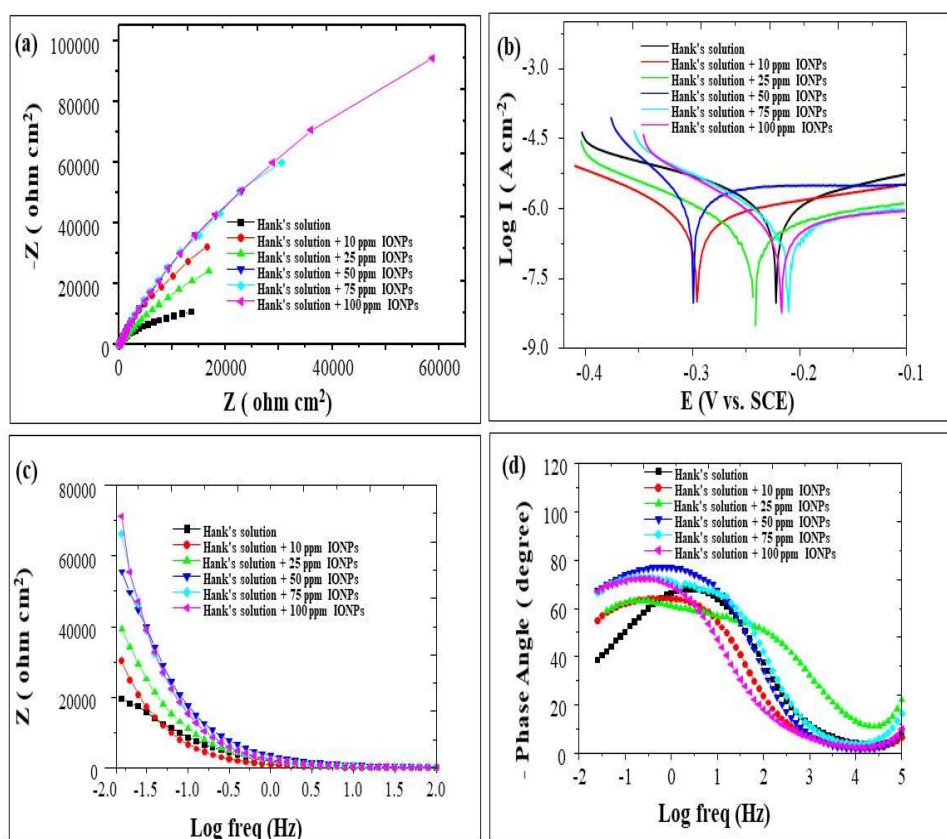 (a)
-Z ( ohm cm²)
100000
80000
60000
40000
20000
0
Hank's solution
Hank's solution + 10 ppm IONPs
Hank's solution + 25 ppm IONPs
Hank's solution + 50 ppm IONPs
Hank's solution + 75 ppm IONPs
Hank's solution + 100 ppm IONPs
0 20000 40000 60000
Z ( ohm cm²)
(b)
Log I ( A cm⁻²)
-3.0
-4.5
-6.0
-7.5
-9.0
Hank's solution
Hank's solution + 10 ppm IONPs
Hank's solution + 25 ppm IONPs
Hank's solution + 50 ppm IONPs
Hank's solution + 75 ppm IONPs
Hank's solution + 100 ppm IONPs
-0.4 -0.3 -0.2 -0.1
E (V vs. SCE)
(c)
Z ( ohm cm²)
80000
60000
40000
20000
0
Hank's solution
Hank's solution + 10 ppm IONPs
Hank's solution + 25 ppm IONPs
Hank's solution + 50 ppm IONPs
Hank's solution + 75 ppm IONPs
Hank's solution + 100 ppm IONPs
-2.0 -1.5 -1.0 -0.5 0.0 0.5 1.0 1.5 2.0
Log freq (Hz)
(d)
- Phase Angle ( degree)
120
100
80
60
40
20
0
Hank's solution
Hank's solution + 10 ppm IONPs
Hank's solution + 25 ppm IONPs
Hank's solution + 50 ppm IONPs
Hank's solution + 75 ppm IONPs
Hank's solution + 100 ppm IONPs
-2 -1 0 1 2 3 4 5
Log freq (Hz)